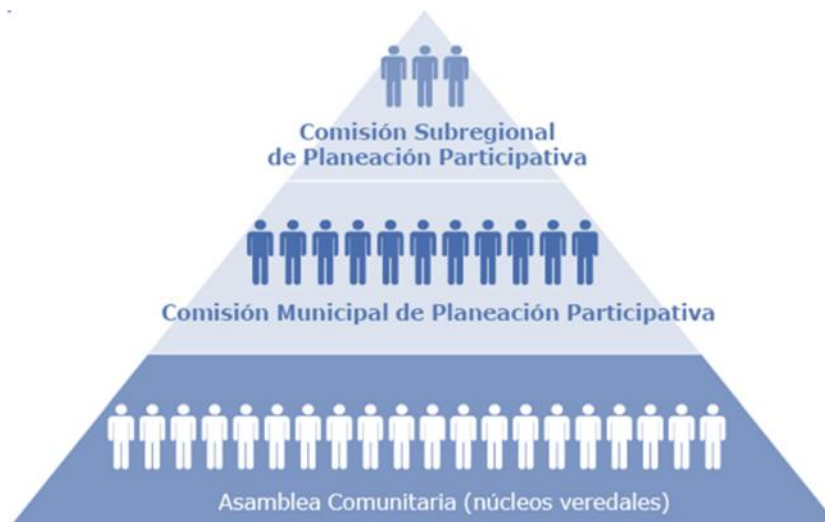 Comisión Subregional
de Planeación Participativa
Comisión Municipal de Planeación Participativa
Asamblea Comunitaria (núcleos veredales)